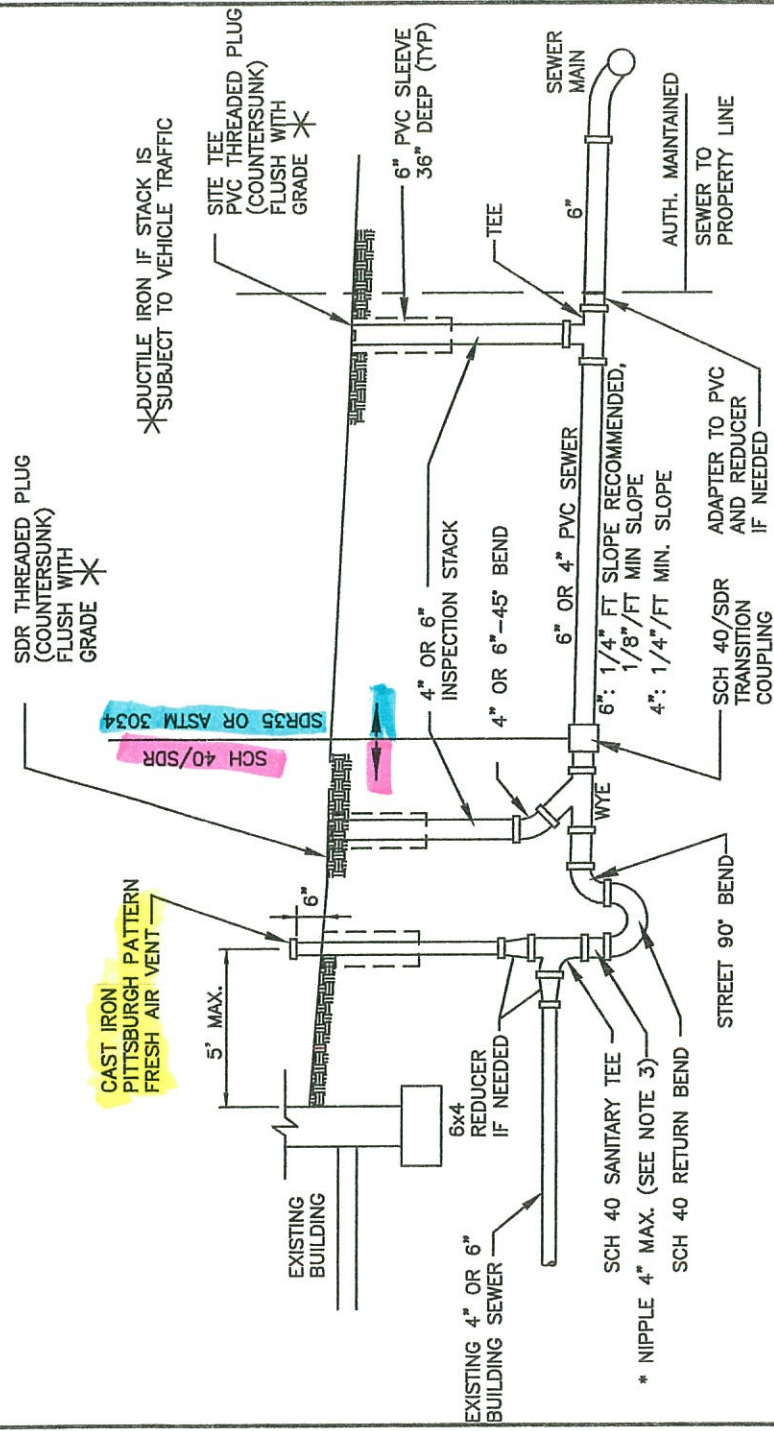 SDR THREADED PLUG
(COUNTERSUNK)
FLUSH WITH
GRADE *
*DUCTILE IRON IF STACK IS
SUBJECT TO VEHICLE TRAFFIC
SITE TEE
PVC THREADED PLUG
(COUNTERSUNK)
FLUSH WITH
GRADE *
CAST IRON
PITTSBURGH PATTERN
FRESH AIR VENT
SCH 40/SDR
SDR35 OR ASTM 3034
6" PVC SLEEVE
36" DEEP (TYP)
5' MAX.
6"
EXISTING
BUILDING
4" OR 6"
INSPECTION STACK
4" OR 6"-45° BEND
TEE
SEWER
MAIN
6x4
REDUCER
IF NEEDED
6" OR 4" PVC SEWER
6"
EXISTING 4" OR 6"
BUILDING SEWER
WYE
6": 1/4" FT SLOPE RECOMMENDED,
1/8"/FT MIN SLOPE
4": 1/4"/FT MIN. SLOPE
AUTH. MAINTAINED
SEWER TO
PROPERTY LINE
SCH 40 SANITARY TEE
* NIPPLE 4" MAX. (SEE NOTE 3)
SCH 40 RETURN BEND
STREET 90° BEND
SCH 40/SDR
TRANSITION
COUPLING
ADAPTER TO PVC
AND REDUCER
IF NEEDED